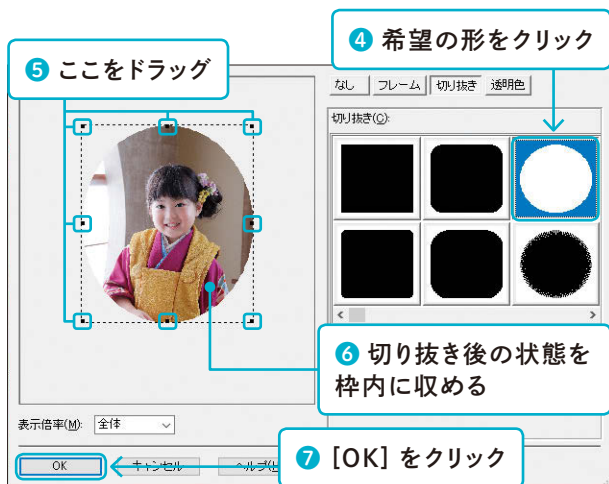 ❹ 希望の形をクリック
❺ ここをドラッグ
なし フレーム 切り抜き 透明色
切り抜き(C):
❻ 切り抜き後の状態を
枠内に収める
表示倍率(M): 全体
❼ [OK] をクリック
OK キャンセル